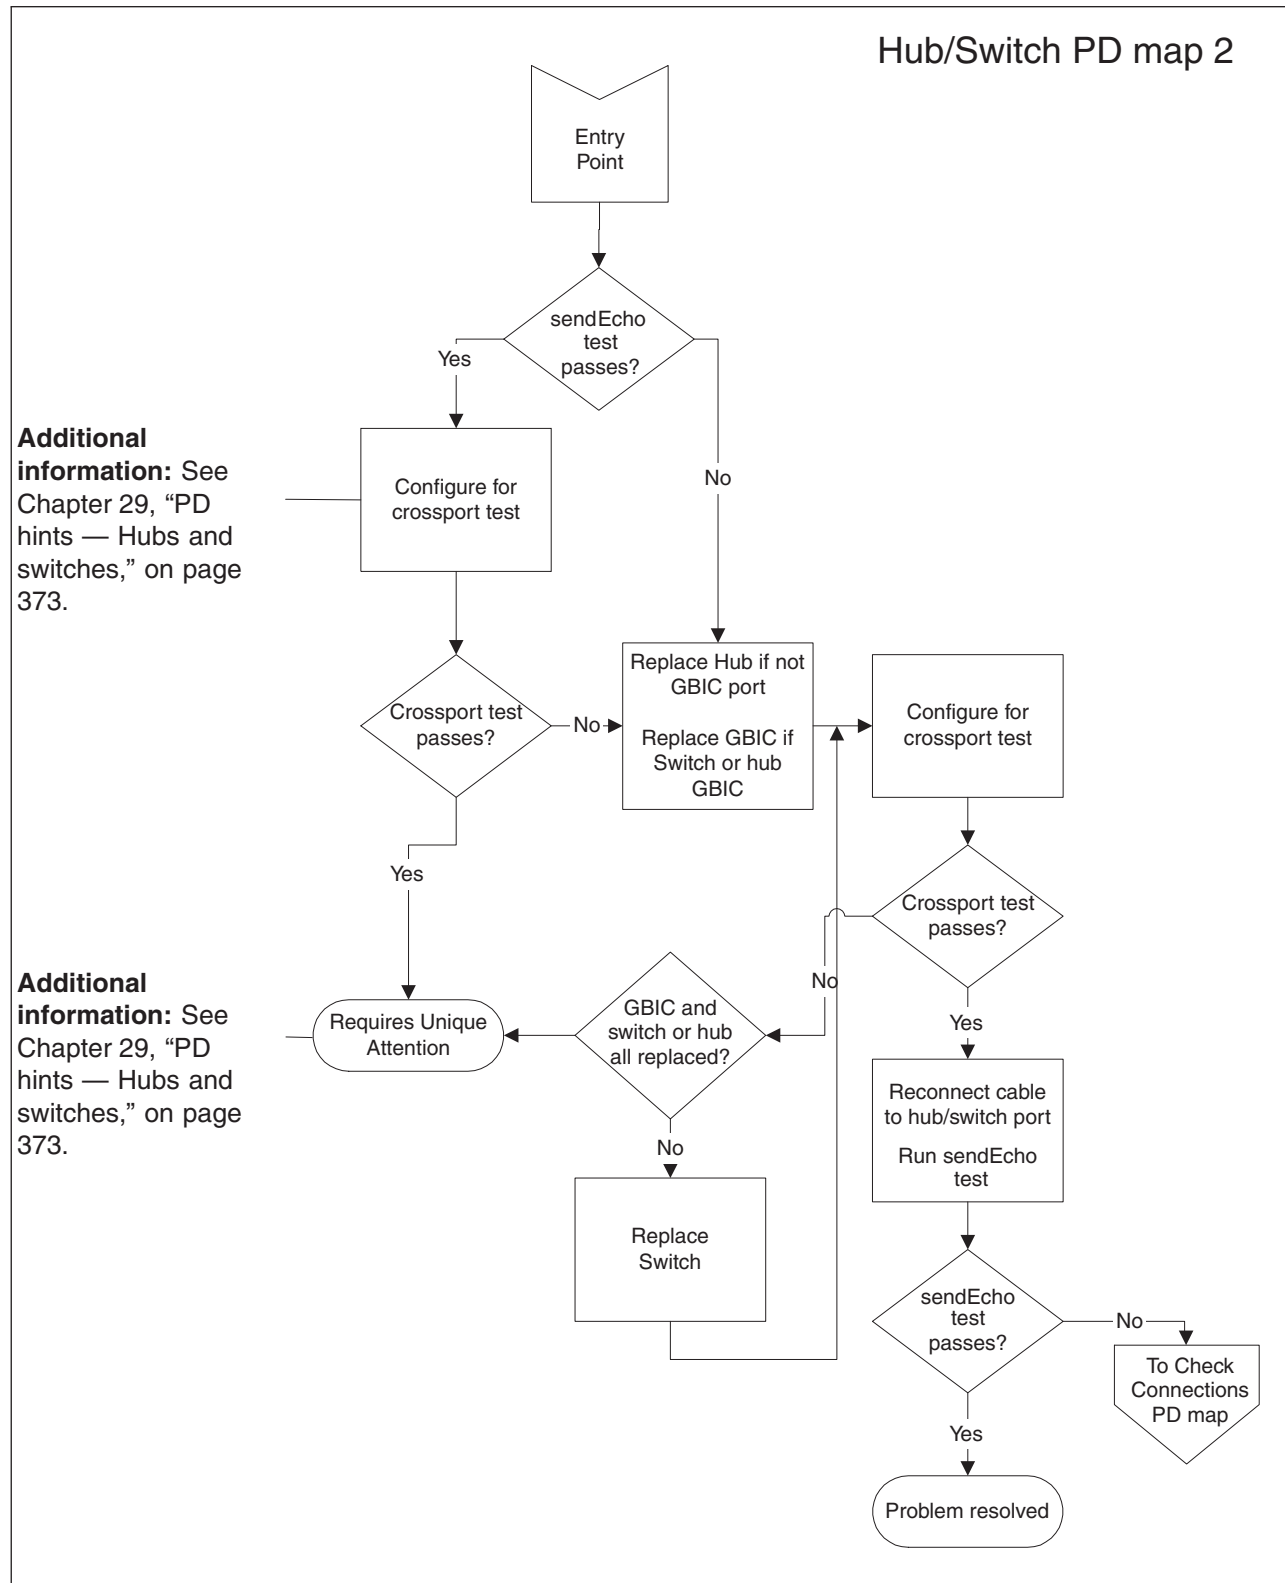 Hub/Switch PD map 2
Entry
Point
sendEcho
test
passes?
Yes
No
Additional
information: See
Chapter 29, “PD
hints — Hubs and
switches,” on page
373.
Configure for
crossport test
Crossport test
passes?
No
Yes
Replace Hub if not
GBIC port
Replace GBIC if
Switch or hub
GBIC
Configure for
crossport test
Crossport test
passes?
No
Yes
Additional
information: See
Chapter 29, “PD
hints — Hubs and
switches,” on page
373.
Requires Unique
Attention
GBIC and
switch or hub
all replaced?
No
Replace
Switch
Reconnect cable
to hub/switch port
Run sendEcho
test
sendEcho
test
passes?
No
To Check
Connections
PD map
Yes
Problem resolved